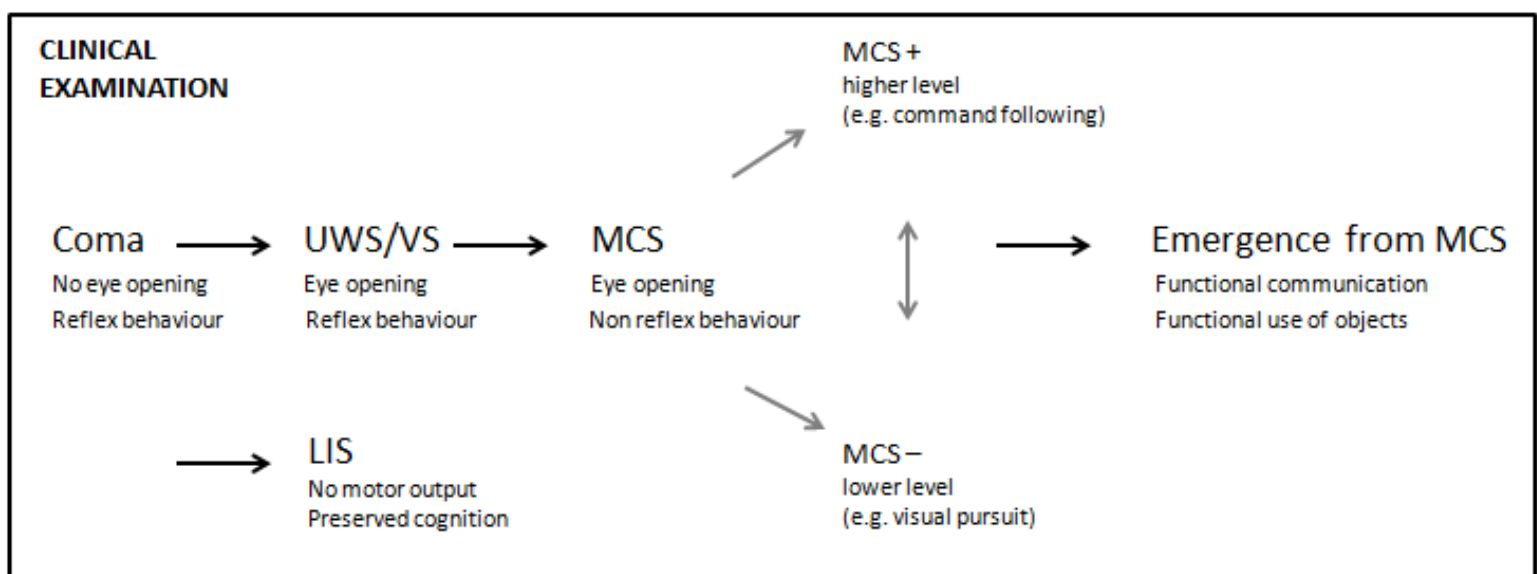 CLINICAL
EXAMINATION
MCS +
higher level
(e.g. command following)
Coma
No eye opening
Reflex behaviour
UWS/VS
Eye opening
Reflex behaviour
MCS
Eye opening
Non reflex behaviour
Emergence from MCS
Functional communication
Functional use of objects
LIS
No motor output
Preserved cognition
MCS –
lower level
(e.g. visual pursuit)